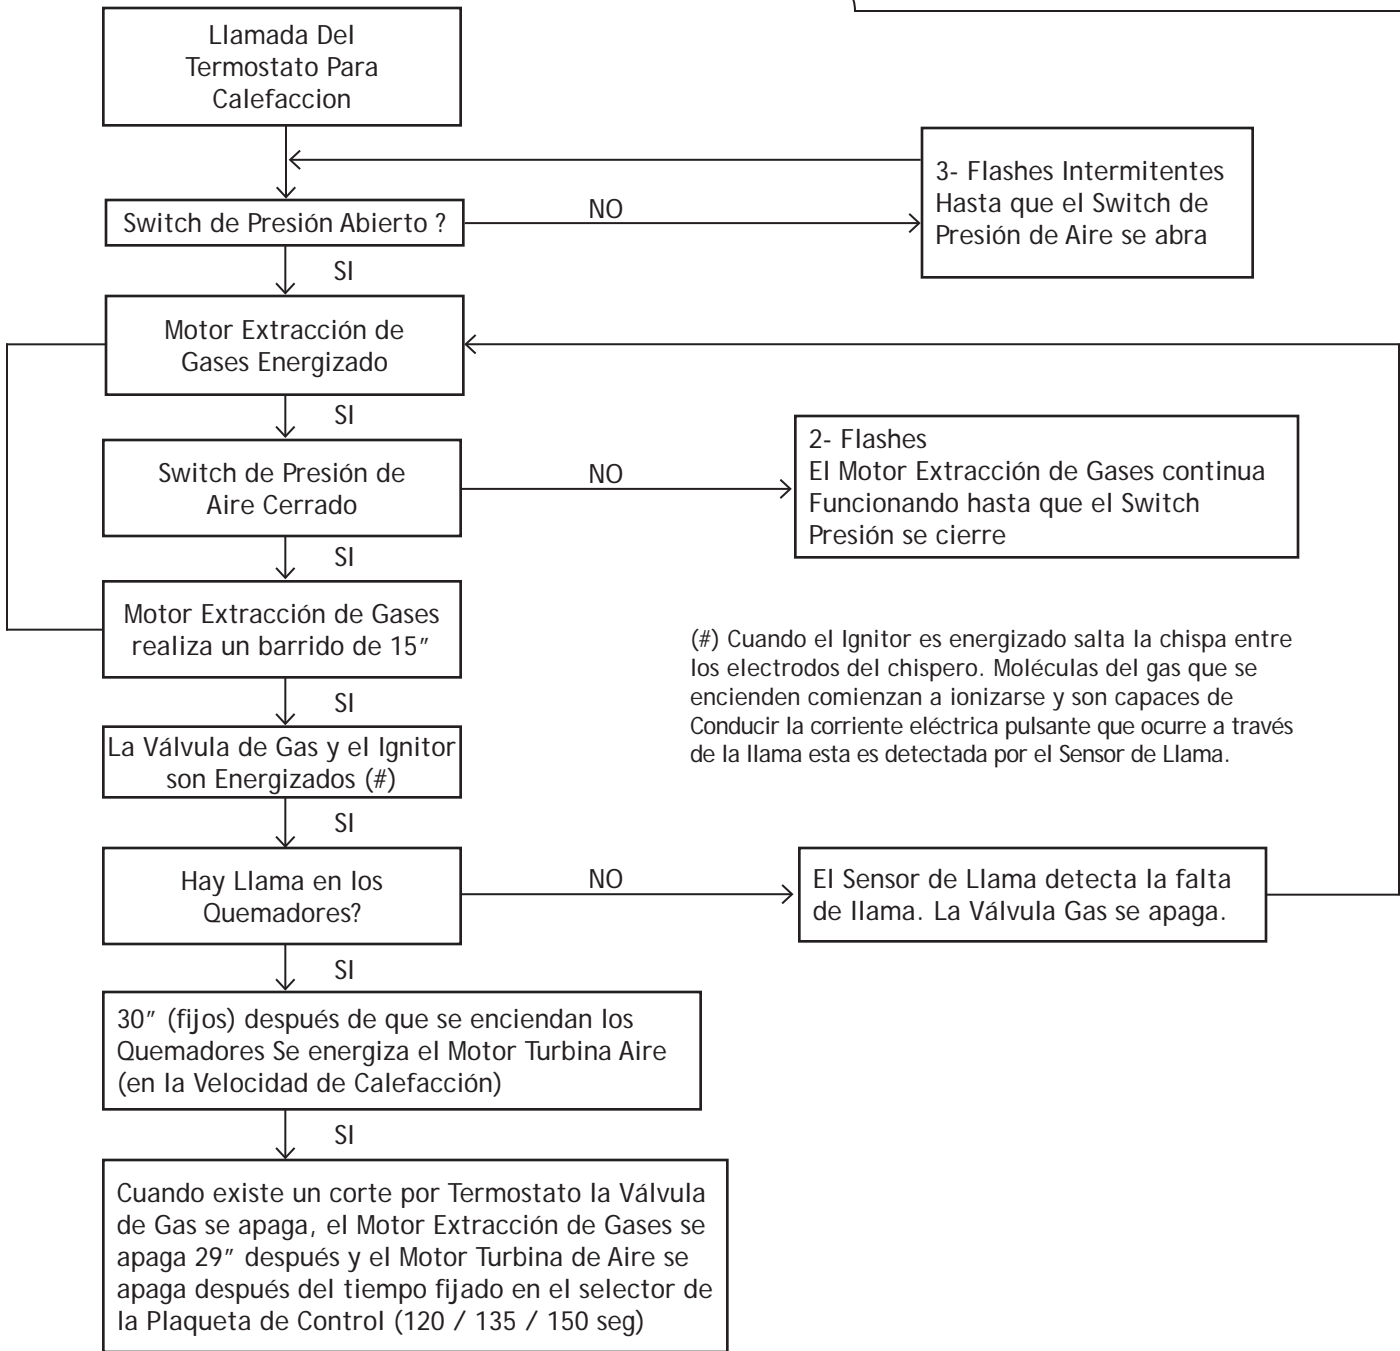 Llamada Del
Termostato Para
Calefaccion
3- Flashes Intermitentes
Hasta que el Switch de
Presión de Aire se abra
Switch de Presión Abierto ?
NO
SI
Motor Extracción de
Gases Energizado
SI
2- Flashes
El Motor Extracción de Gases continua
Funcionando hasta que el Switch
Presión se cierre
Switch de Presión de
Aire Cerrado
NO
SI
Motor Extracción de Gases
realiza un barrido de 15"
(#) Cuando el Ignitor es energizado salta la chispa entre
los electrodos del chispero. Moléculas del gas que se
encienden comienzan a ionizarse y son capaces de
Conducir la corriente eléctrica pulsante que ocurre a través
de la llama esta es detectada por el Sensor de Llama.
SI
La Válvula de Gas y el Ignitor
son Energizados (#)
SI
Hay Llama en los
Quemadores?
NO
El Sensor de Llama detecta la falta
de llama. La Válvula Gas se apaga.
SI
30" (fijos) después de que se enciendan los
Quemadores Se energiza el Motor Turbina Aire
(en la Velocidad de Calefacción)
SI
Cuando existe un corte por Termostato la Válvula
de Gas se apaga, el Motor Extracción de Gases se
apaga 29" después y el Motor Turbina de Aire se
apaga después del tiempo fijado en el selector de
la Plaqueta de Control (120 / 135 / 150 seg)